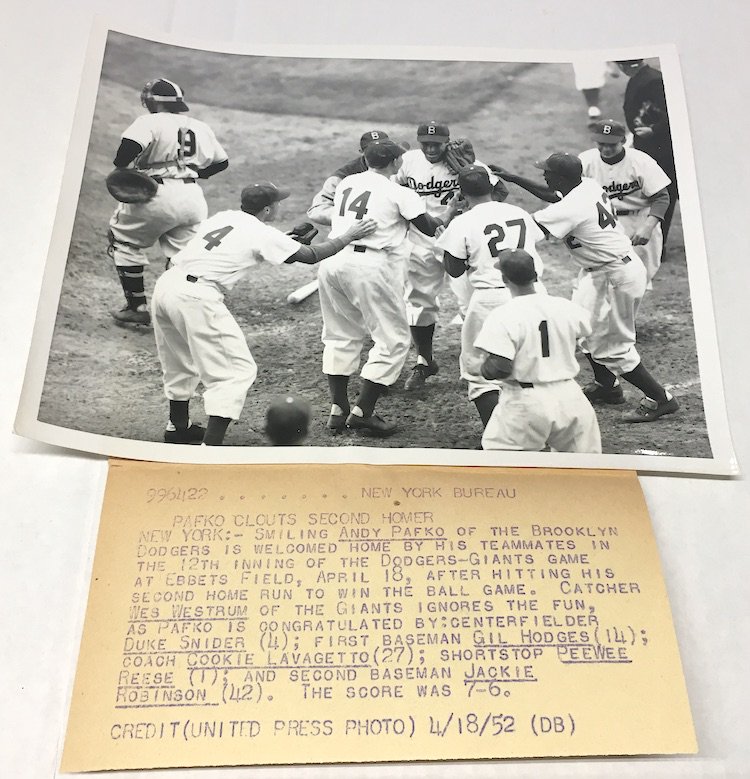 9
B
B
Dodgers
Dodgers
14
4
27
42
1
996422 . . . . . . . . NEW YORK BUREAU
PAFKO CLOUTS SECOND HOMER
NEW YORK:- SMILING ANDY PAFKO OF THE BROOKLYN
DODGERS IS WELCOMED HOME BY HIS TEAMMATES IN
THE 12TH INNING OF THE DODGERS-GIANTS GAME
AT EBBETS FIELD, APRIL 18, AFTER HITTING HIS
SECOND HOME RUN TO WIN THE BALL GAME. CATCHER
WES WESTRUM OF THE GIANTS IGNORES THE FUN,
AS PAFKO IS CONGRATULATED BY:CENTERFIELDER
DUKE SNIDER (4); FIRST BASEMAN GIL HODGES(14);
COACH COOKIE LAVAGETTO(27); SHORTSTOP PEEWEE
REESE (1); AND SECOND BASEMAN JACKIE
ROBINSON (42). THE SCORE WAS 7-6.
CREDIT(UNITED PRESS PHOTO) 4/18/52 (DB)